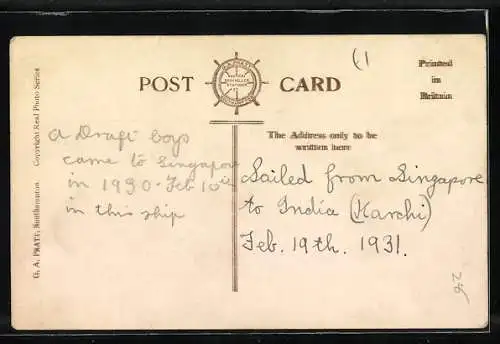 POST CARD
Printed
in
Britain
G. A. PRATT, Southampton Copyright Real Photo Series
The Address only to be
written here
A Draft boys
came to Singapore
in 1930. Feb 10th
in this ship
Sailed from Singapore
to India (Karchi)
Feb. 19th. 1931.